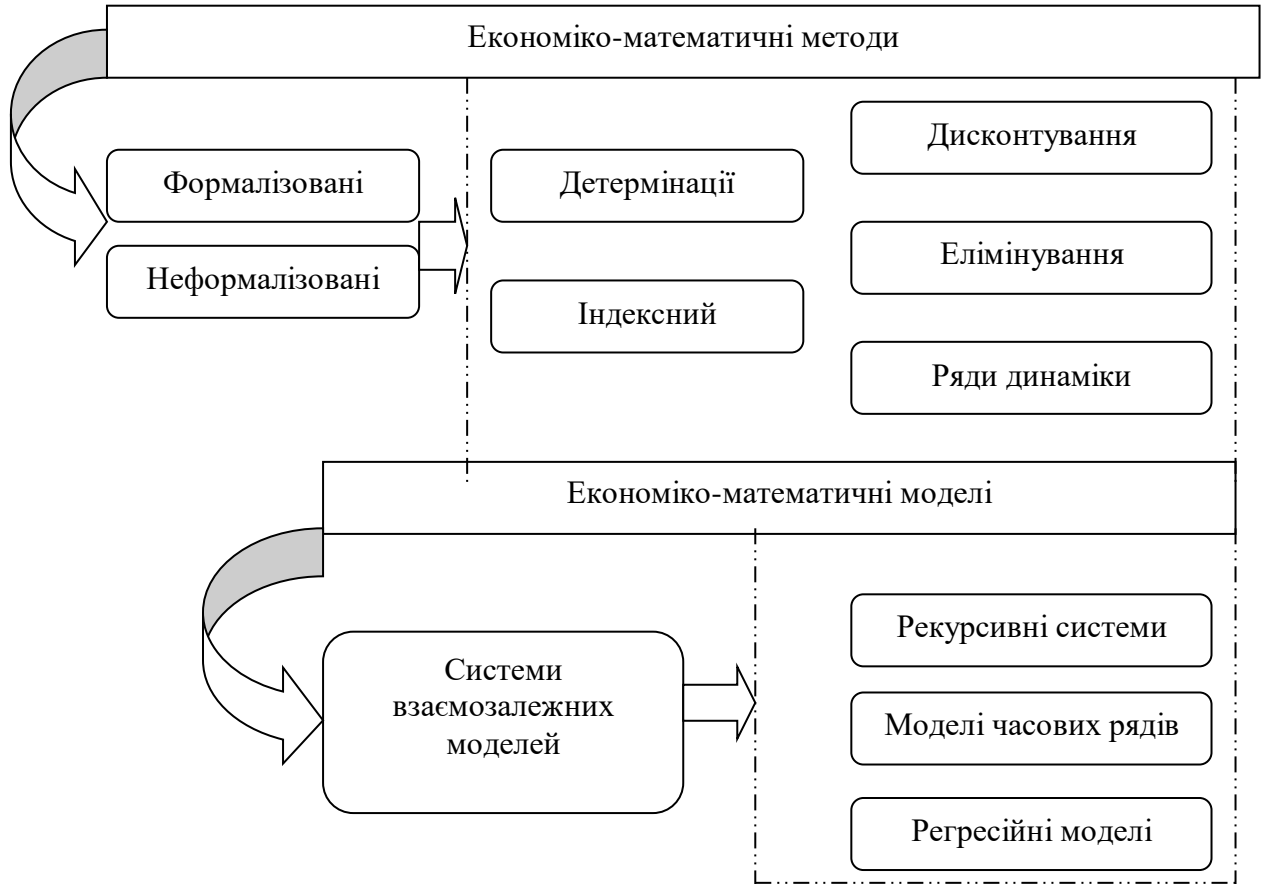 Економіко-математичні методи
Дисконтування
Формалізовані
Детермінації
Елімінування
Неформалізовані
Індексний
Ряди динаміки
Економіко-математичні моделі
Рекурсивні системи
Системи
взаємозалежних
моделей
Моделі часових рядів
Регресійні моделі